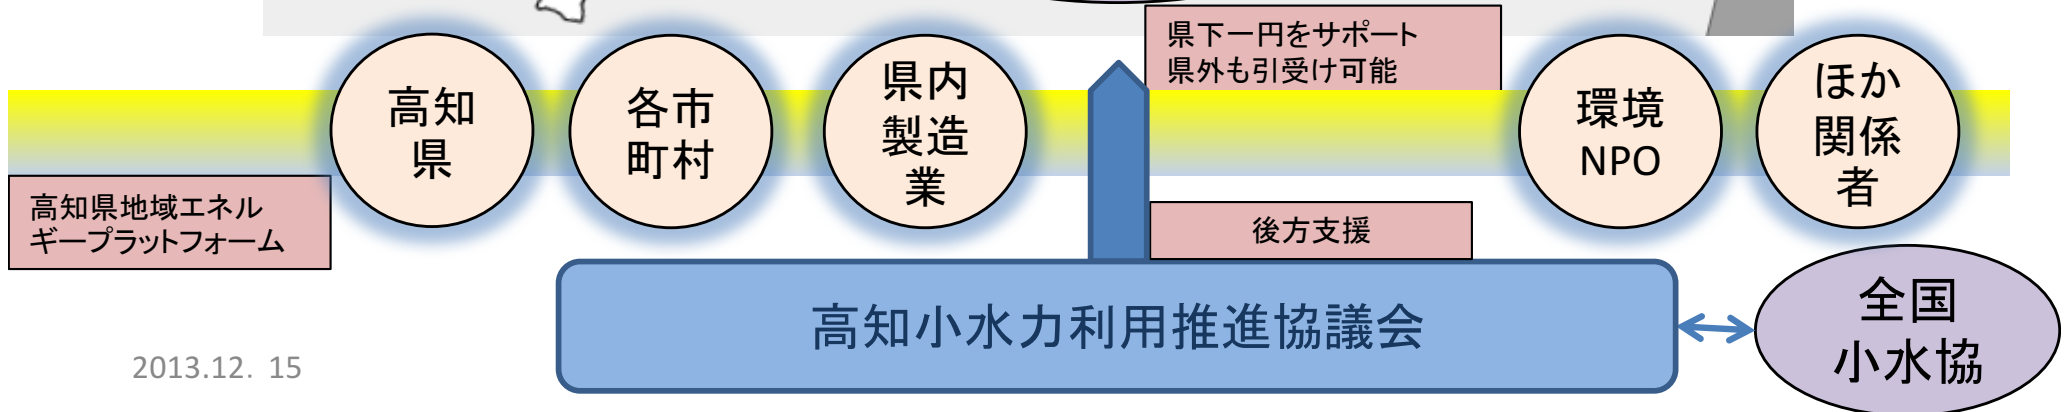 県下一円をサポート
県外も引受け可能
高知
県
各市
町村
県内
製造
業
環境
NPO
ほか
関係
者
高知県地域エネル
ギープラットフォーム
後方支援
高知小水力利用推進協議会
全国
小水協
2013.12. 15